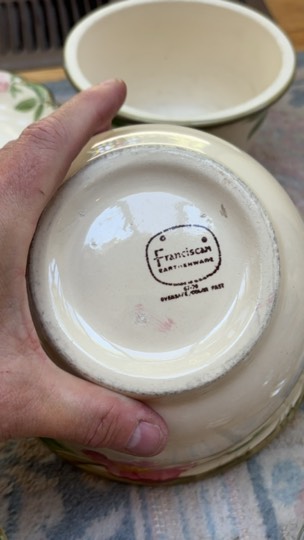 Franciscan
EARTHENWARE
OVENSAFE, COLOR FAST